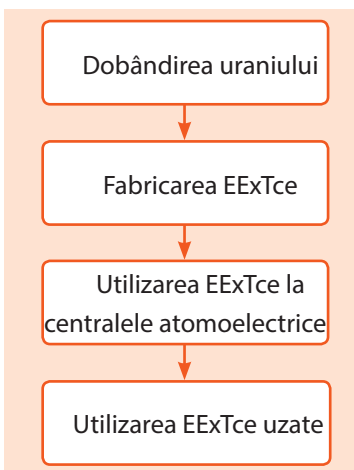 Dobândirea uraniului
Fabricarea EExTce
Utilizarea EExTce la
centralele atomoelectrice
Utilizarea EExTce uzate